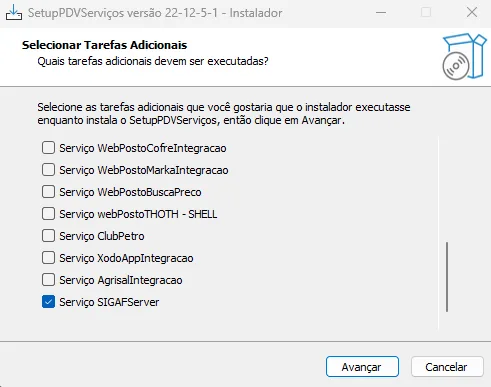 SetupPDVServiços versão 22-12-5-1 - Instalador
Selecionar Tarefas Adicionais
Quais tarefas adicionais devem ser executadas?
Selecione as tarefas adicionais que você gostaria que o instalador executasse
enquanto instala o SetupPDVServiços, então clique em Avançar.
Serviço WebPostoCofreIntegracao
Serviço WebPostoMarkaIntegracao
Serviço WebPostoBuscaPreco
Serviço webPostoTHOTH - SHELL
Serviço ClubPetro
Serviço XodoAppIntegracao
Serviço AgrisalIntegracao
Serviço SIGAFServer
Avançar
Cancelar